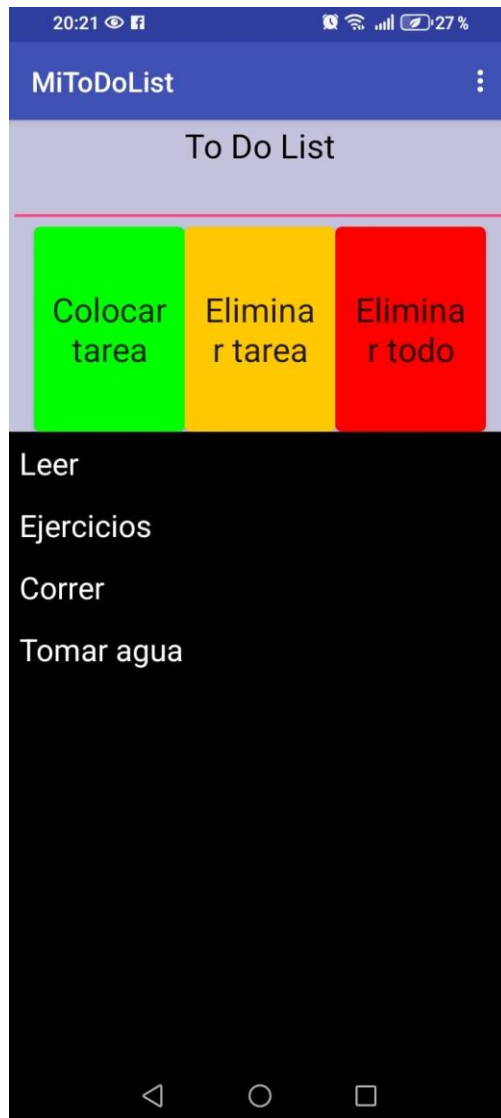 20:21 27 %
MiToDoList
To Do List
Colocar
tarea
Elimina
r tarea
Elimina
r todo
Leer
Ejercicios
Correr
Tomar agua